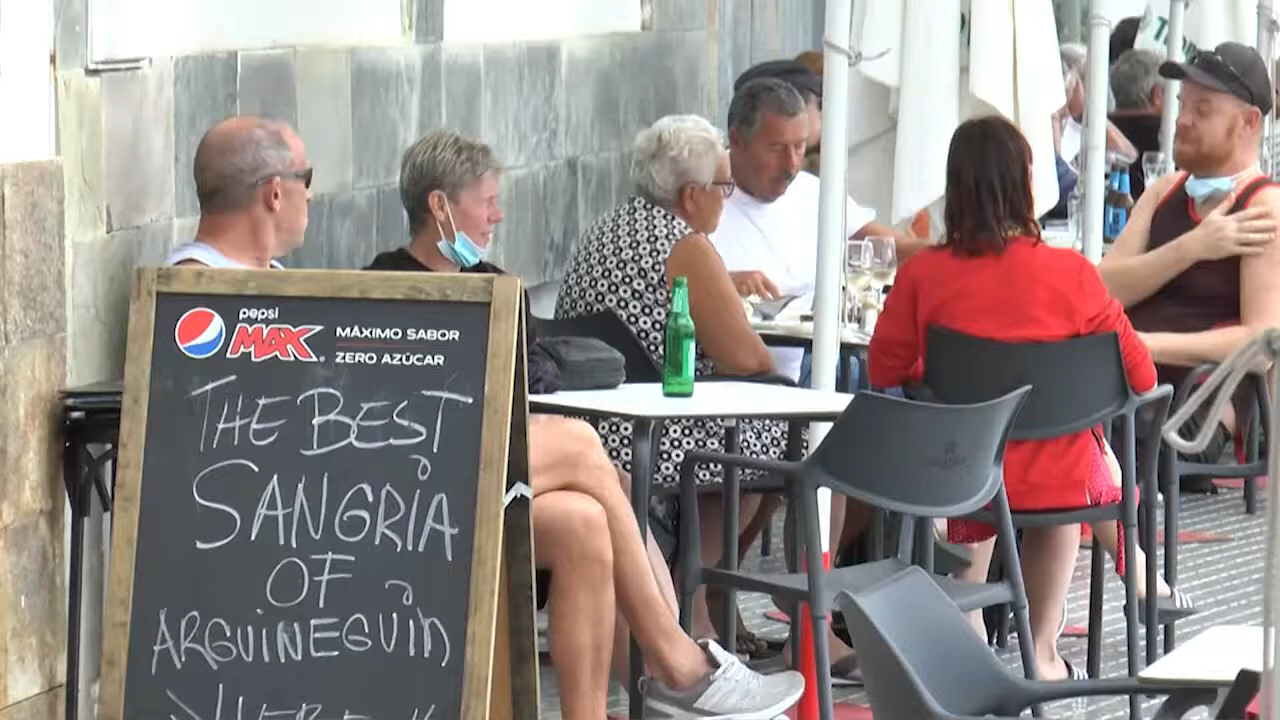 pepsi
MAX
MÁXIMO SABOR
ZERO AZÚCAR
THE BEST
SANGRIA
OF
ARGUINEGUIN